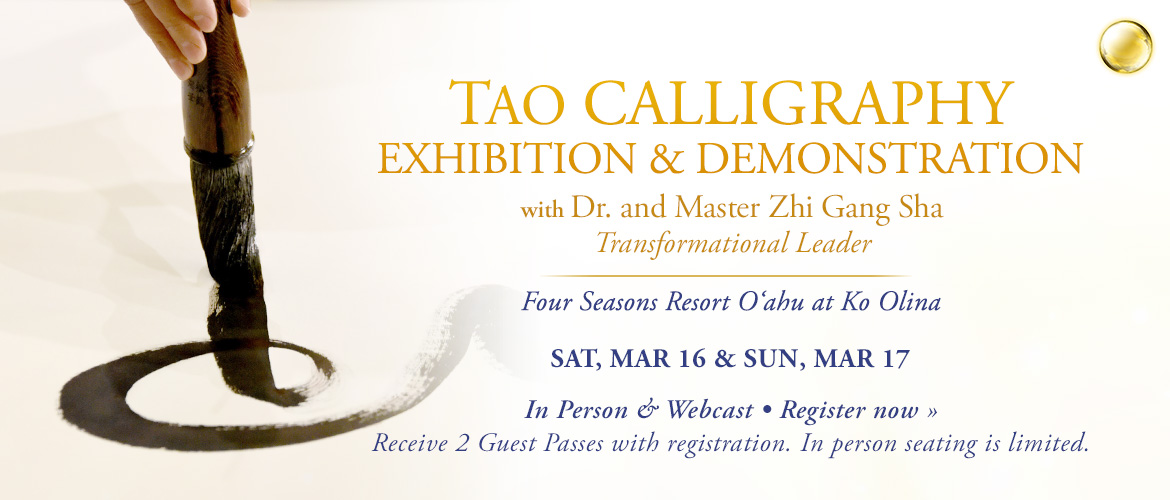 TAO CALLIGRAPHY
EXHIBITION & DEMONSTRATION
with Dr. and Master Zhi Gang Sha
Transformational Leader
Four Seasons Resort Oʻahu at Ko Olina
SAT, MAR 16 & SUN, MAR 17
In Person & Webcast • Register now »
Receive 2 Guest Passes with registration. In person seating is limited.